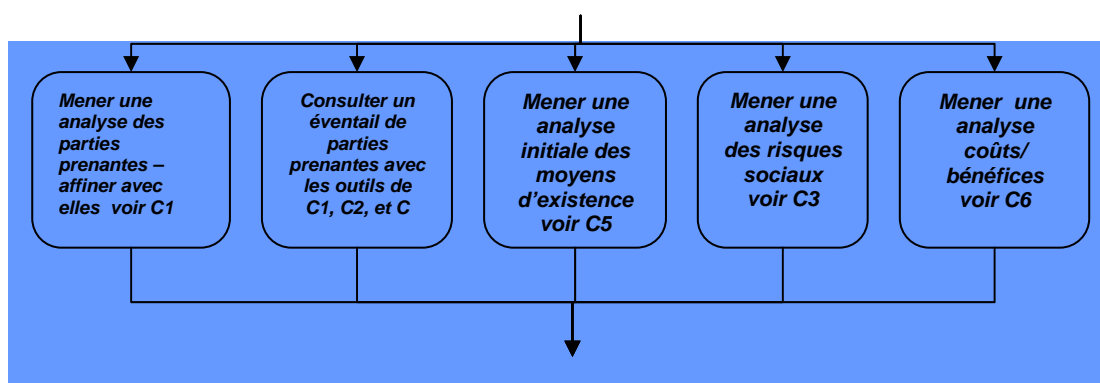 Mener une
analyse des
parties
prenantes –
affiner avec
elles voir C1
Consulter un
éventail de
parties
prenantes avec
les outils de
C1, C2, et C
Mener une
analyse
initiale des
moyens
d'existence
voir C5
Mener une
analyse
des risques
sociaux
voir C3
Mener une
analyse
coûts/
bénéfices
voir C6